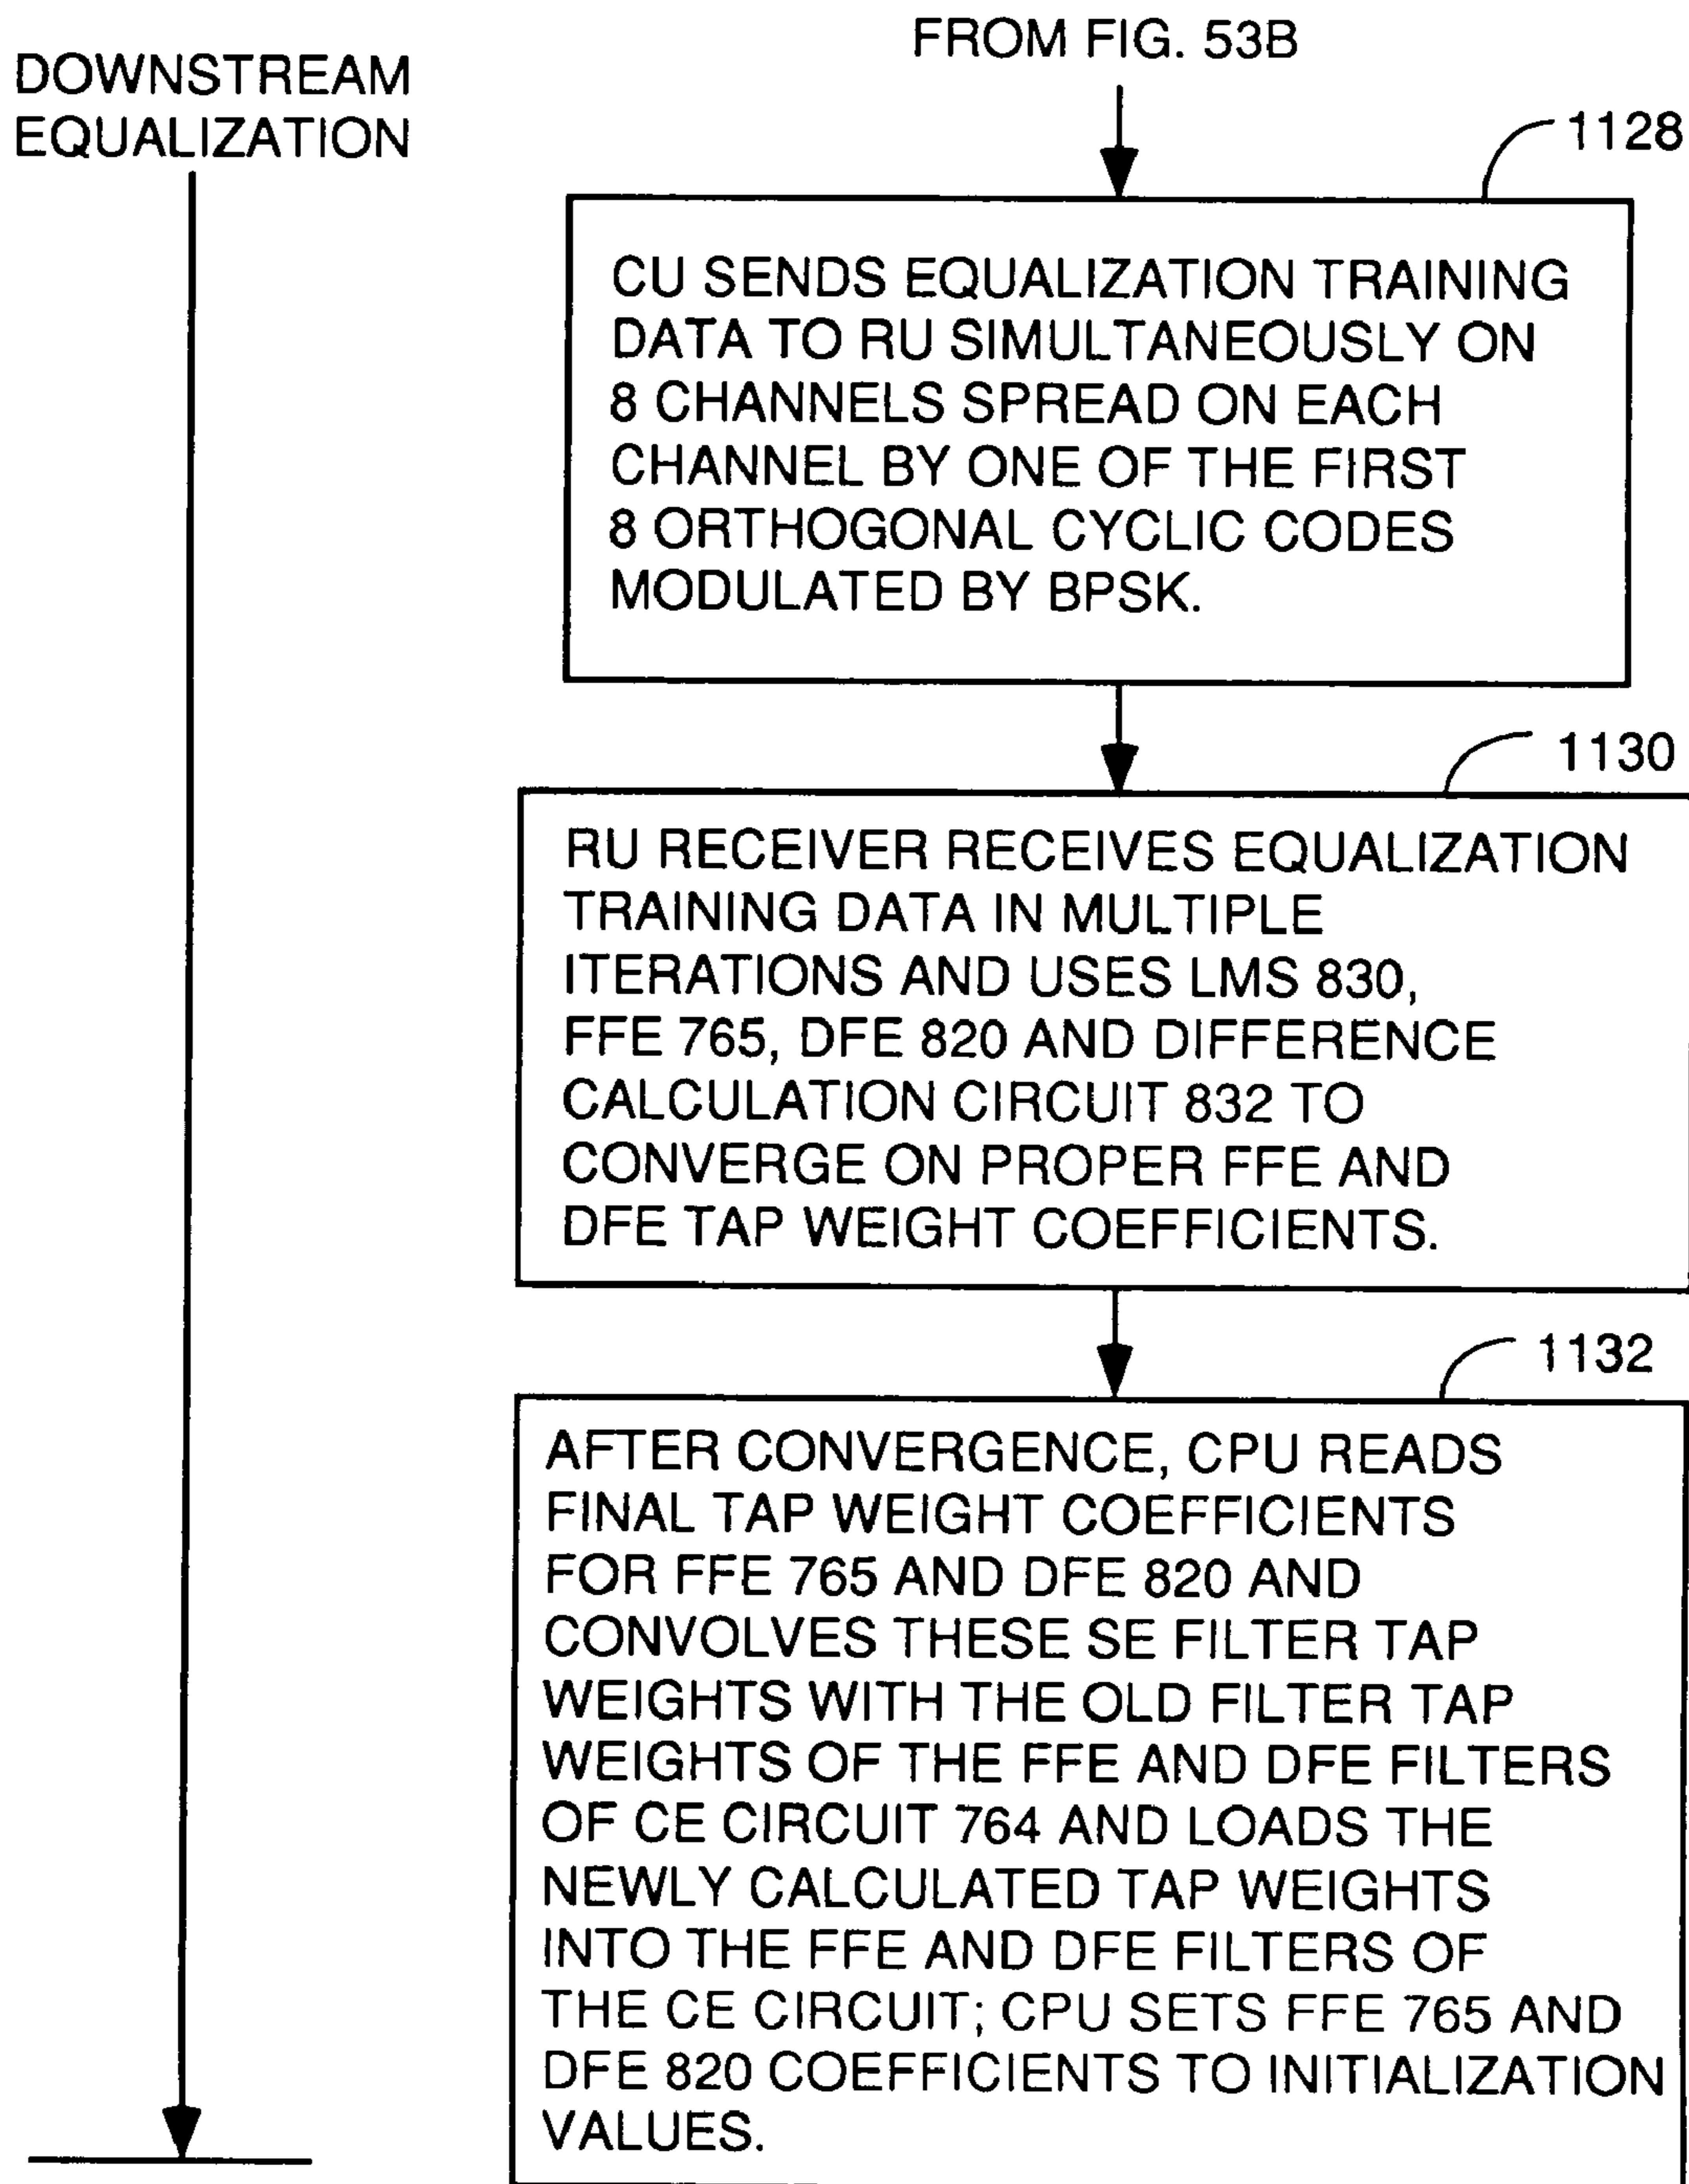 FROM FIG. 53B
DOWNSTREAM
EQUALIZATION
1128
CU SENDS EQUALIZATION TRAINING
DATA TO RU SIMULTANEOUSLY ON
8 CHANNELS SPREAD ON EACH
CHANNEL BY ONE OF THE FIRST
8 ORTHOGONAL CYCLIC CODES
MODULATED BY BPSK.
1130
RU RECEIVER RECEIVES EQUALIZATION
TRAINING DATA IN MULTIPLE
ITERATIONS AND USES LMS 830,
FFE 765, DFE 820 AND DIFFERENCE
CALCULATION CIRCUIT 832 TO
CONVERGE ON PROPER FFE AND
DFE TAP WEIGHT COEFFICIENTS.
1132
AFTER CONVERGENCE, CPU READS
FINAL TAP WEIGHT COEFFICIENTS
FOR FFE 765 AND DFE 820 AND
CONVOLVES THESE SE FILTER TAP
WEIGHTS WITH THE OLD FILTER TAP
WEIGHTS OF THE FFE AND DFE FILTERS
OF CE CIRCUIT 764 AND LOADS THE
NEWLY CALCULATED TAP WEIGHTS
INTO THE FFE AND DFE FILTERS OF
THE CE CIRCUIT; CPU SETS FFE 765 AND
DFE 820 COEFFICIENTS TO INITIALIZATION
VALUES.